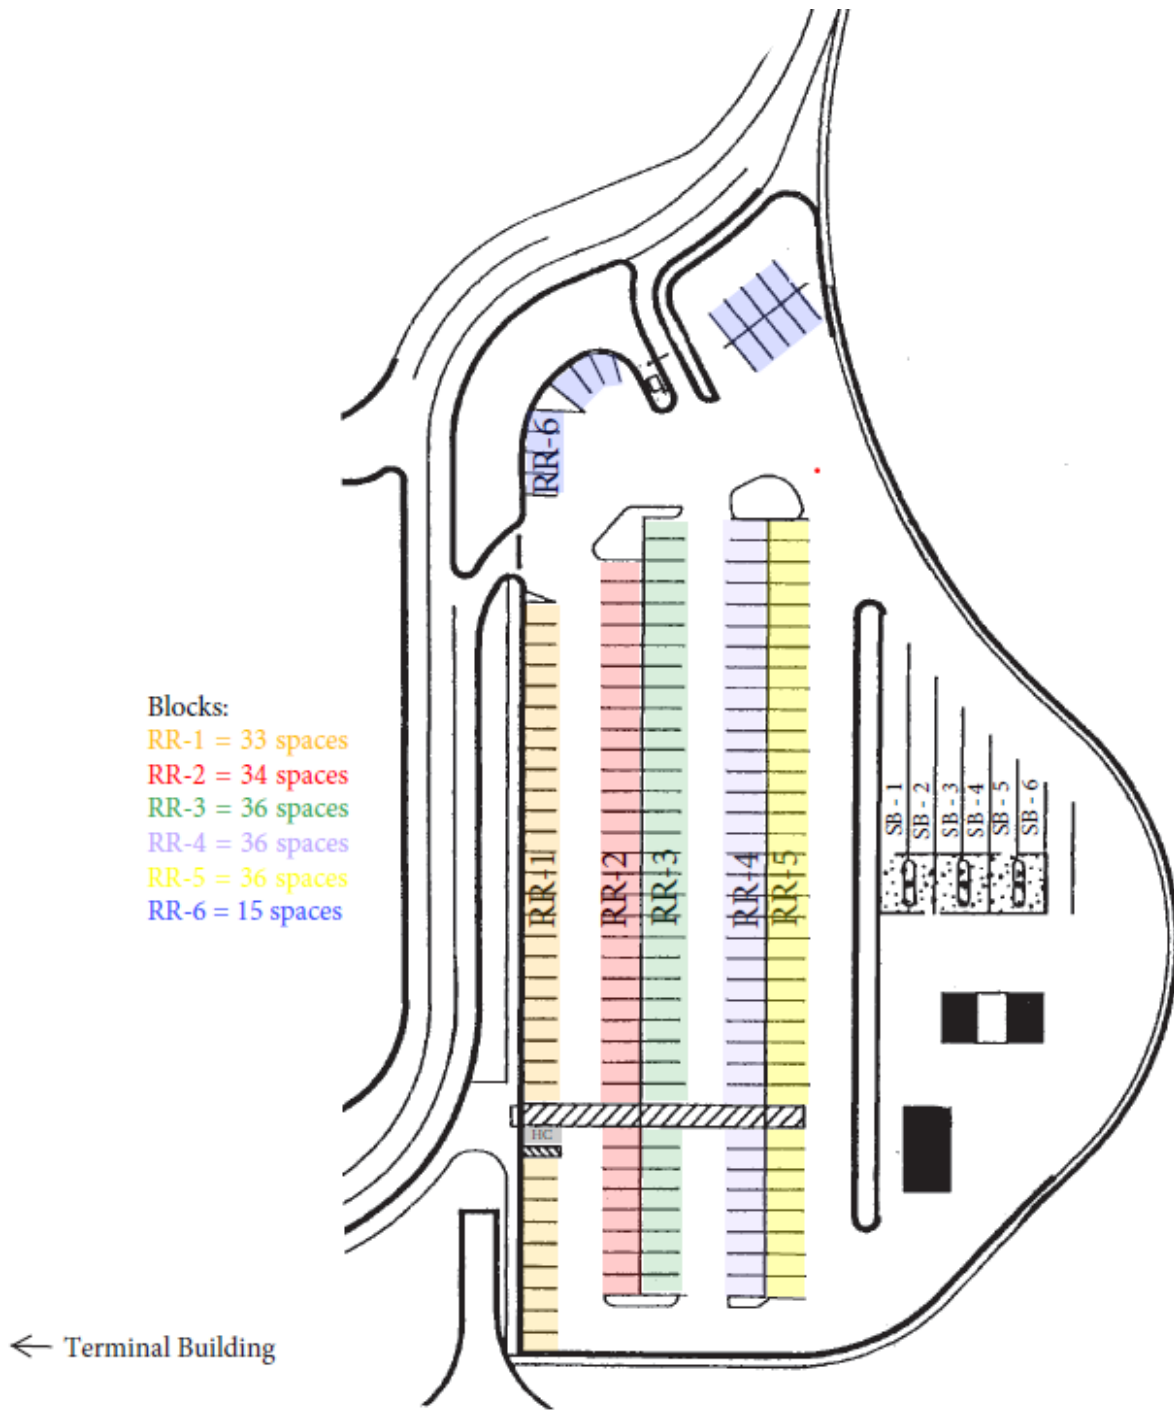 RR-6
Blocks:
RR-1 = 33 spaces
RR-2 = 34 spaces
RR-3 = 36 spaces
RR-4 = 36 spaces
RR-5 = 36 spaces
RR-6 = 15 spaces
RR-1
RR-2
RR-3
RR-4
RR-5
SB - 1
SB - 2
SB - 3
SB - 4
SB - 5
SB - 6
HC
← Terminal Building